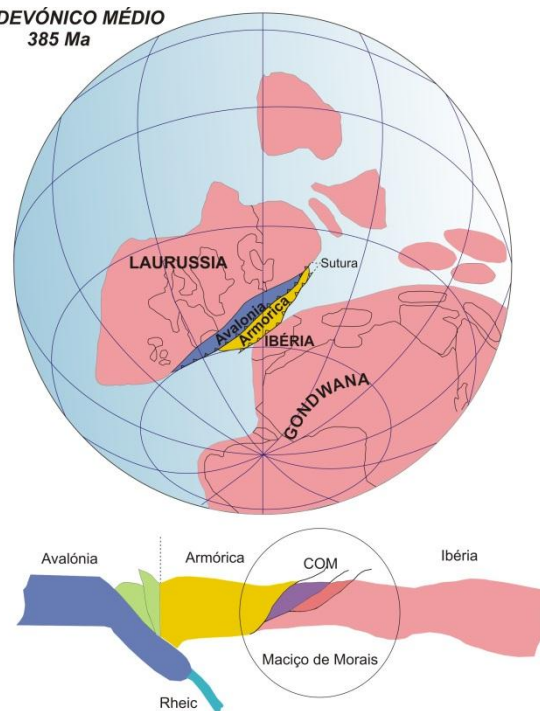 DEVÓNICO MÉDIO
385 Ma
LAURUSSIA
Sutura
Avalonia
Armórica
IBÉRIA
GONDWANA
Avalónia
Armórica
COM
Ibéria
Maciço de Morais
Rheic